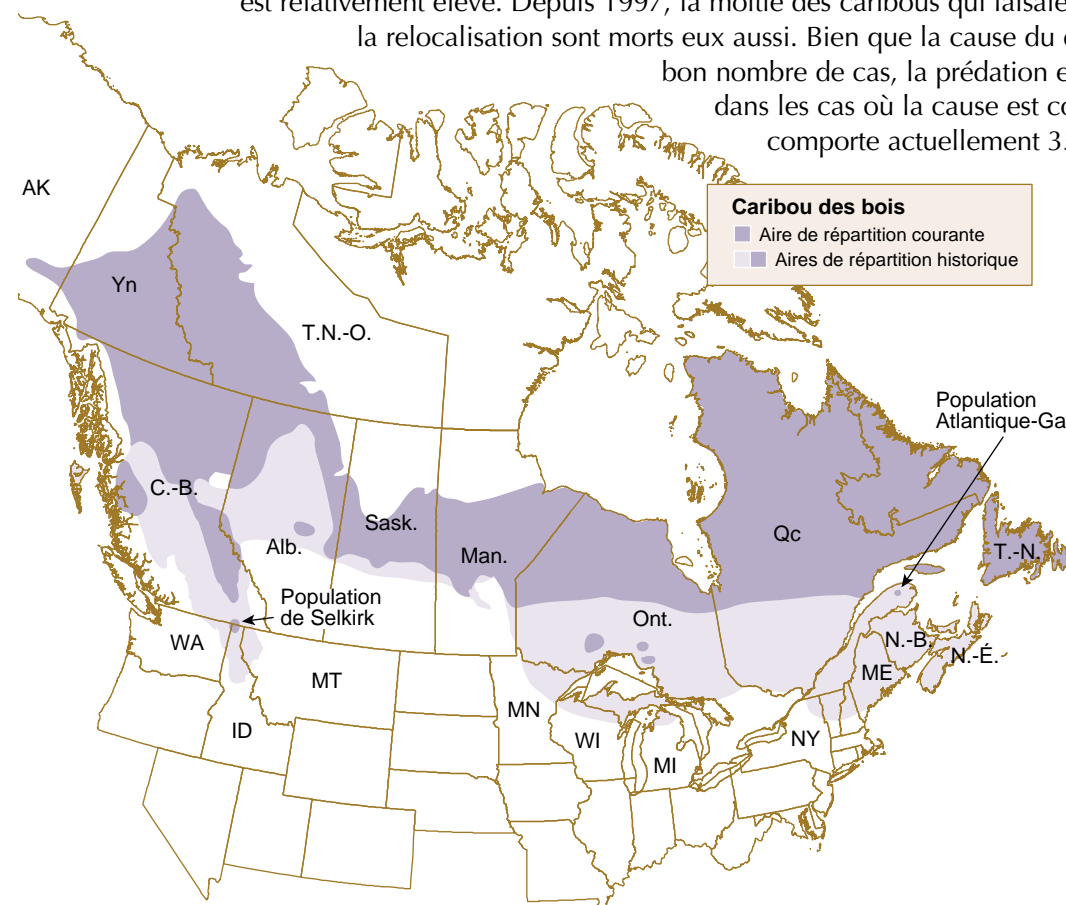 est relativement élevé. Depuis 1997, la moitié des caribous qui
la relocalisation sont morts eux aussi. Bien que la cause du
bon nombre de cas, la prédation
dans les cas où la cause est
comporte actuellement 3.
AK
Caribou des bois
Aire de répartition courante
Aires de répartition historique
Yn
T.N.-O.
Population
Atlantique-Ga
C.-B.
Sask.
Qc
Alb.
Man.
T.-N.
Population
de Selkirk
Ont.
WA
N.-B.
N.-É.
ME
MT
MN
ID
WI
NY
MI